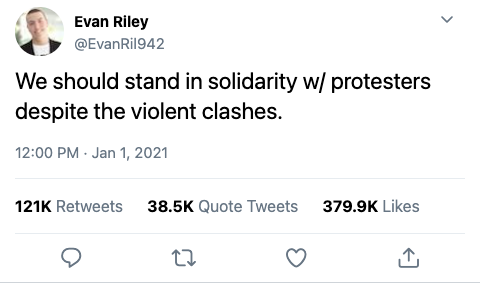 Evan Riley
@EvanRil942
We should stand in solidarity w/ protesters
despite the violent clashes.
12:00 PM · Jan 1, 2021
121K Retweets 38.5K Quote Tweets 379.9K Likes